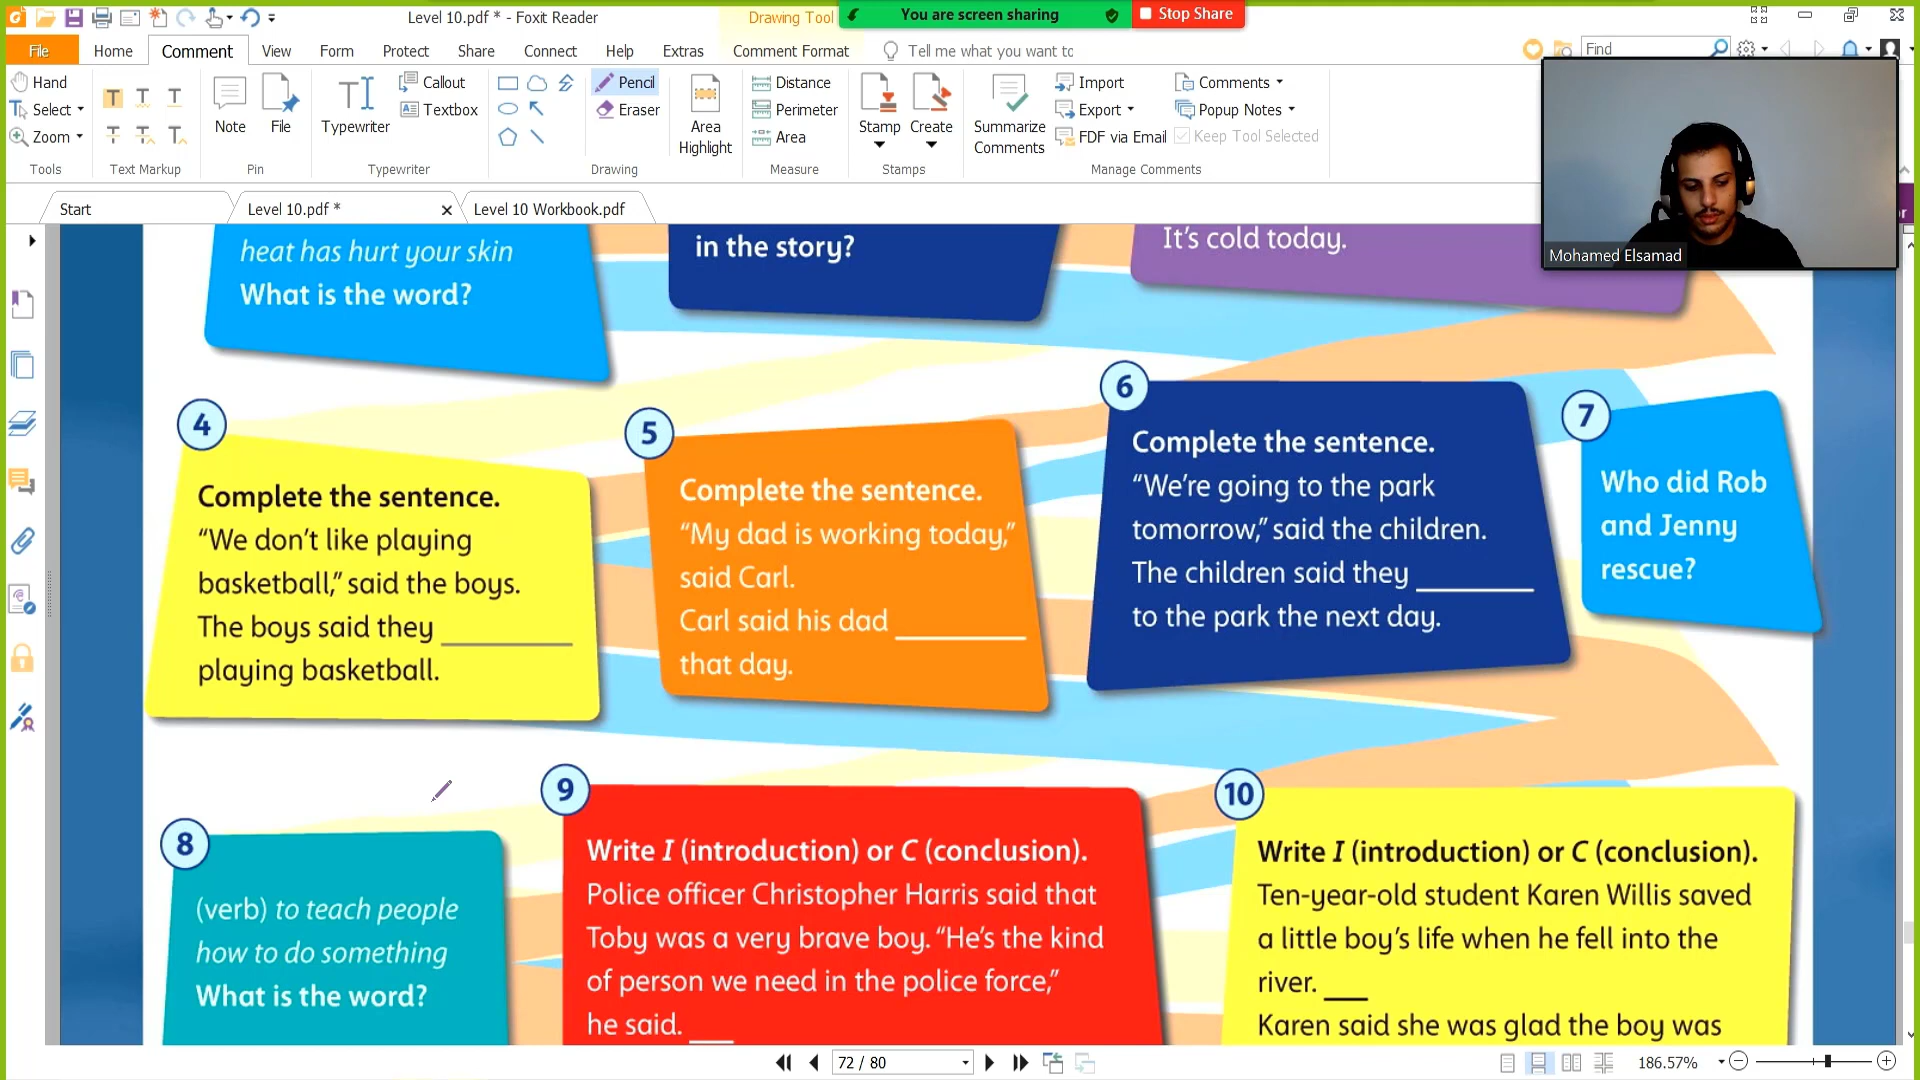 Level 10.pdf * - Foxit Reader
Drawing Tool
You are screen sharing
Stop Share
File
Home
Comment
View
Form
Protect
Share
Connect
Help
Extras
Comment Format
Tell me what you want to
Find
Hand
Select
Zoom
Tools
Text Markup
Note
File
Pin
Typewriter
Callout
Textbox
Typewriter
Pencil
Eraser
Drawing
Area
Highlight
Distance
Perimeter
Area
Measure
Stamp
Create
Stamps
Summarize
Comments
Import
Export
FDF via Email
Comments
Popup Notes
Keep Tool Selected
Manage Comments
Mohamed Elsamad
Start
Level 10.pdf *
Level 10 Workbook.pdf
heat has hurt your skin
What is the word?
in the story?
It's cold today.
4
Complete the sentence.
“We don't like playing
basketball,” said the boys.
The boys said they ________
playing basketball.
5
Complete the sentence.
“My dad is working today,”
said Carl.
Carl said his dad ________
that day.
6
Complete the sentence.
“We're going to the park
tomorrow,” said the children.
The children said they ________
to the park the next day.
7
Who did Rob
and Jenny
rescue?
8
(verb) to teach people
how to do something
What is the word?
9
Write I (introduction) or C (conclusion).
Police officer Christopher Harris said that
Toby was a very brave boy. “He's the kind
of person we need in the police force,”
he said. ___
10
Write I (introduction) or C (conclusion).
Ten-year-old student Karen Willis saved
a little boy's life when he fell into the
river. ___
Karen said she was glad the boy was
72 / 80
186.57%